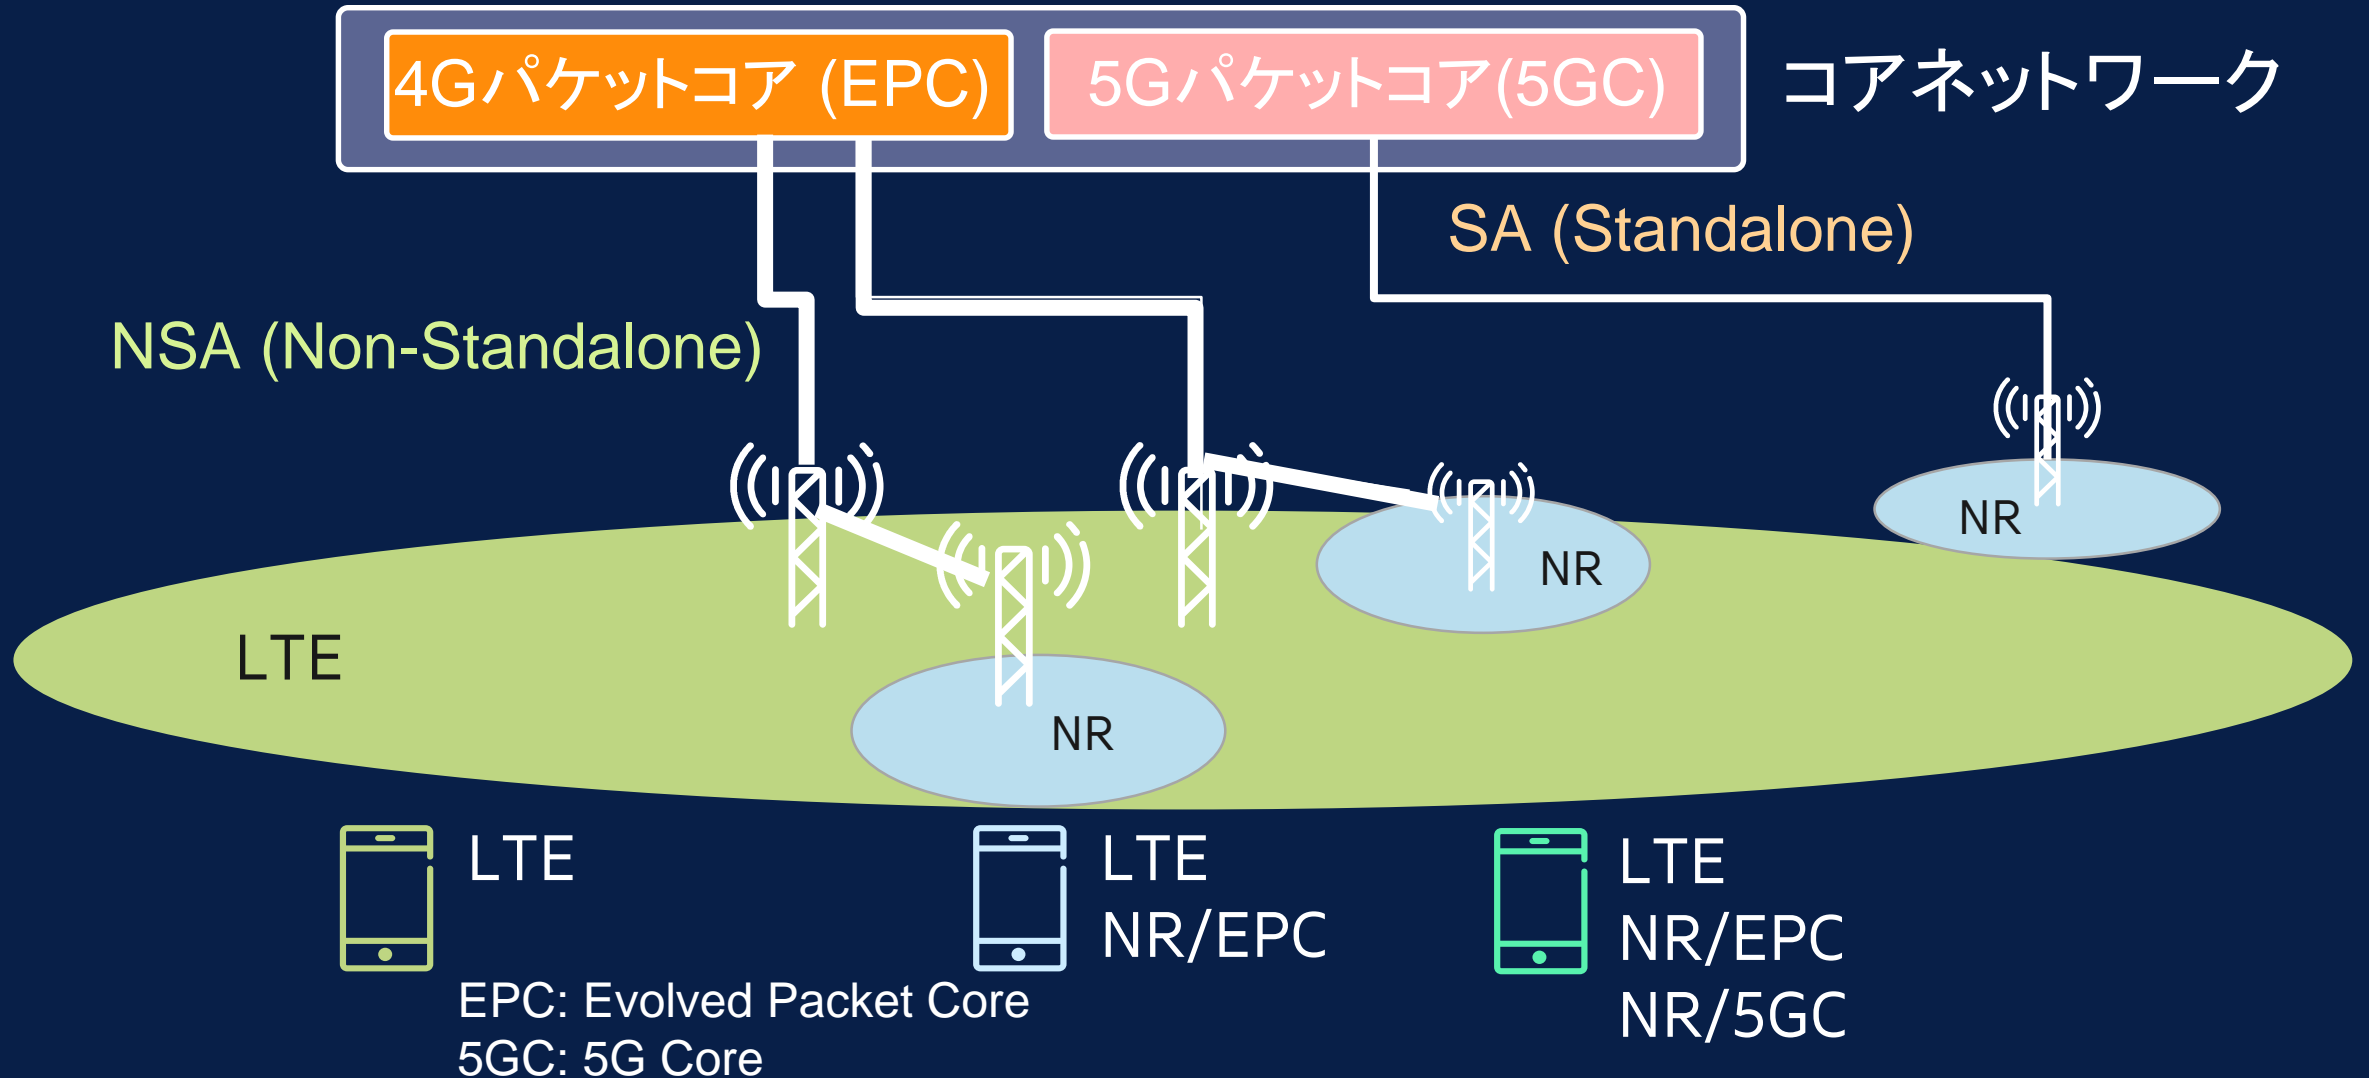 4Gパケットコア (EPC)
5Gパケットコア(5GC)
コアネットワーク
SA (Standalone)
NSA (Non-Standalone)
NR
NR
LTE
NR
LTE
LTE
NR/EPC
LTE
NR/EPC
NR/5GC
EPC: Evolved Packet Core
5GC: 5G Core